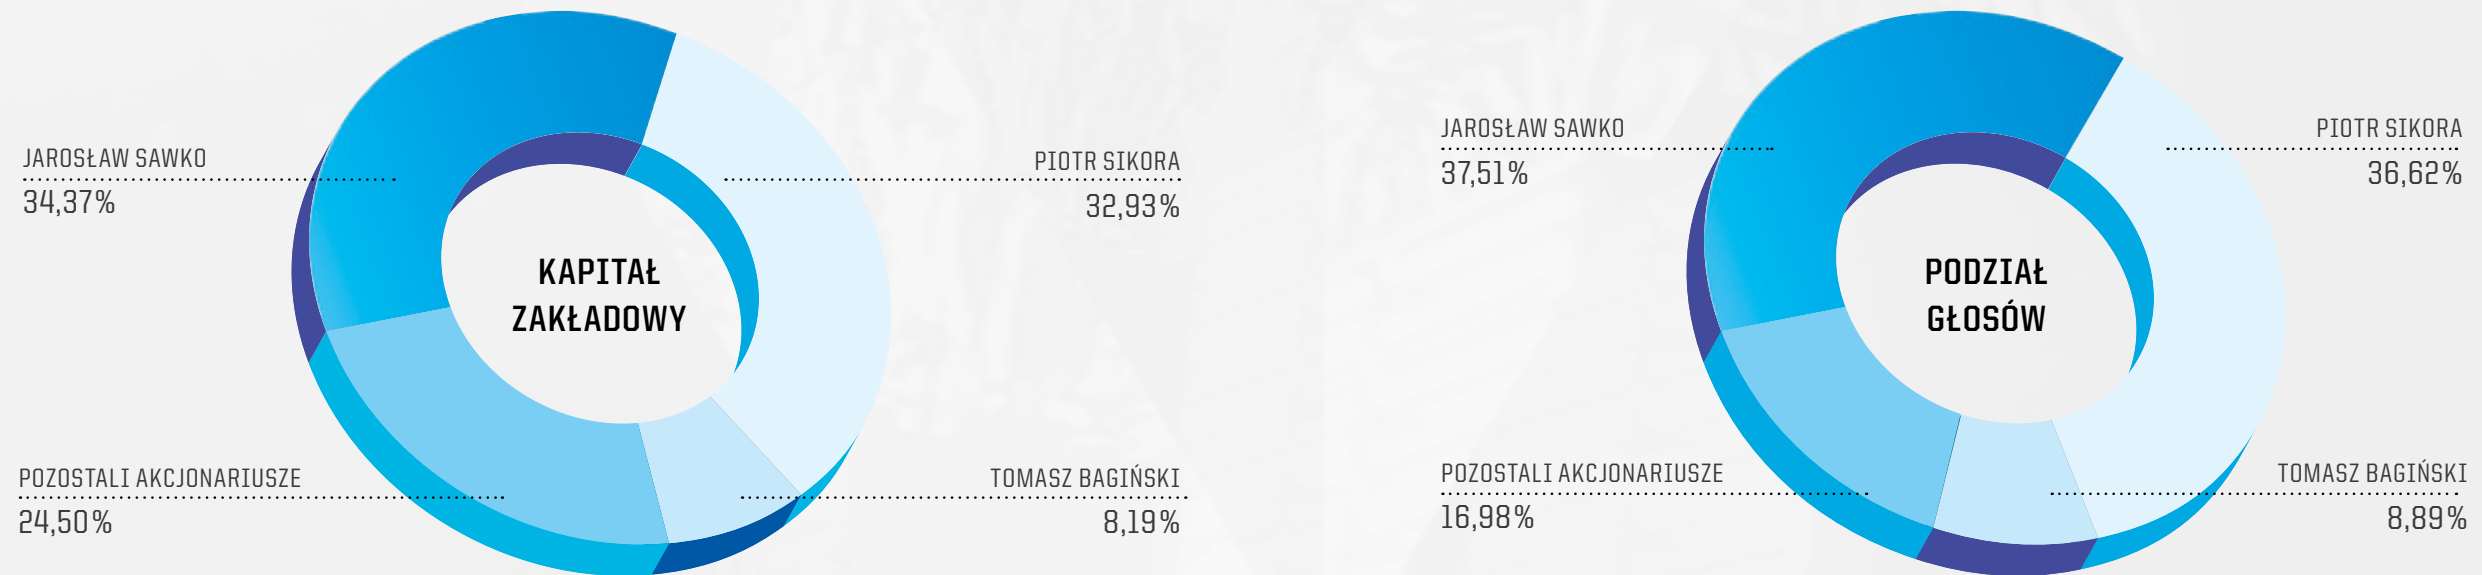 JAROSŁAW SAWKO
34,37%
PIOTR SIKORA
32,93%
KAPITAŁ
ZAKŁADOWY
POZOSTALI AKCJONARIUSZE
24,50%
TOMASZ BAGIŃSKI
8,19%
JAROSŁAW SAWKO
37,51%
PIOTR SIKORA
36,62%
PODZIAŁ
GŁOSÓW
POZOSTALI AKCJONARIUSZE
16,98%
TOMASZ BAGIŃSKI
8,89%